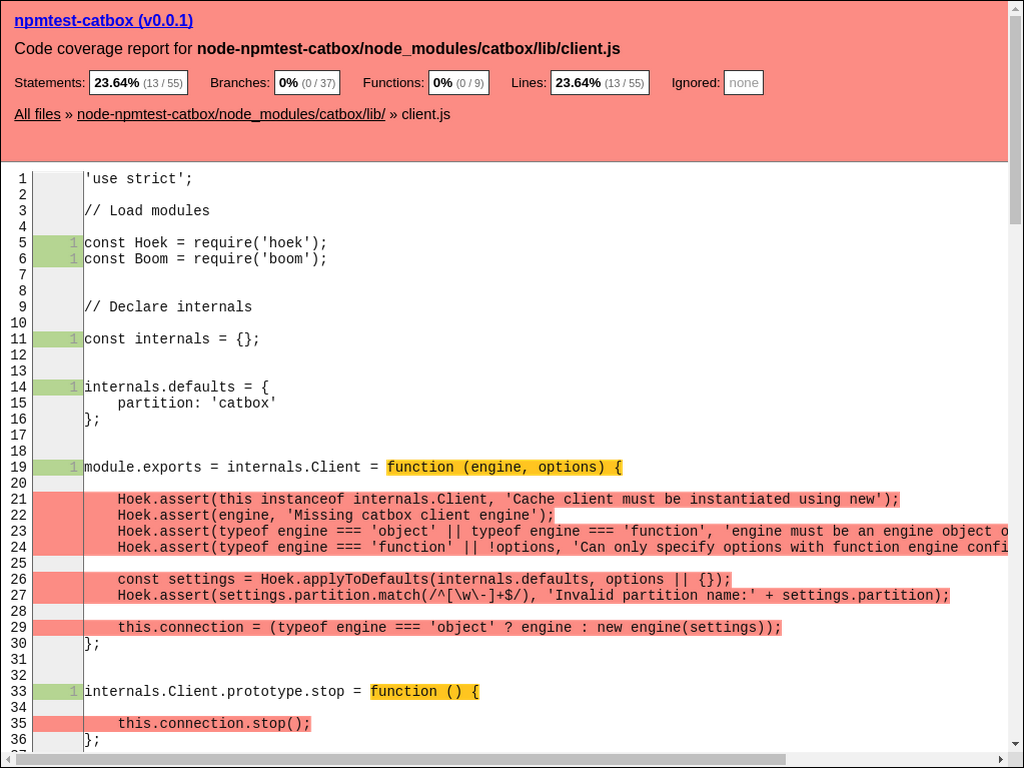 npmtest-catbox (v0.0.1)
Code coverage report for node-npmtest-catbox/node_modules/catbox/lib/client.js
Statements: 23.64% (13 / 55) Branches: 0% (0 / 37) Functions: 0% (0 / 9) Lines: 23.64% (13 / 55) Ignored: none
All files » node-npmtest-catbox/node_modules/catbox/lib/ » client.js
1 'use strict';
2
3 // Load modules
4
5 1 const Hoek = require('hoek');
6 1 const Boom = require('boom');
7
8
9 // Declare internals
10
11 1 const internals = {};
12
13
14 1 internals.defaults = {
15     partition: 'catbox'
16 };
17
18
19 1 module.exports = internals.Client = function (engine, options) {
20
21     Hoek.assert(this instanceof internals.Client, 'Cache client must be instantiated using new');
22     Hoek.assert(engine, 'Missing catbox client engine');
23     Hoek.assert(typeof engine === 'object' || typeof engine === 'function', 'engine must be an engine object o
24     Hoek.assert(typeof engine === 'function' || !options, 'Can only specify options with function engine confi
25
26     const settings = Hoek.applyToDefaults(internals.defaults, options || {});
27     Hoek.assert(settings.partition.match(/^[\w\-]+$/), 'Invalid partition name:' + settings.partition);
28
29     this.connection = (typeof engine === 'object' ? engine : new engine(settings));
30 };
31
32
33 1 internals.Client.prototype.stop = function () {
34
35     this.connection.stop();
36 };